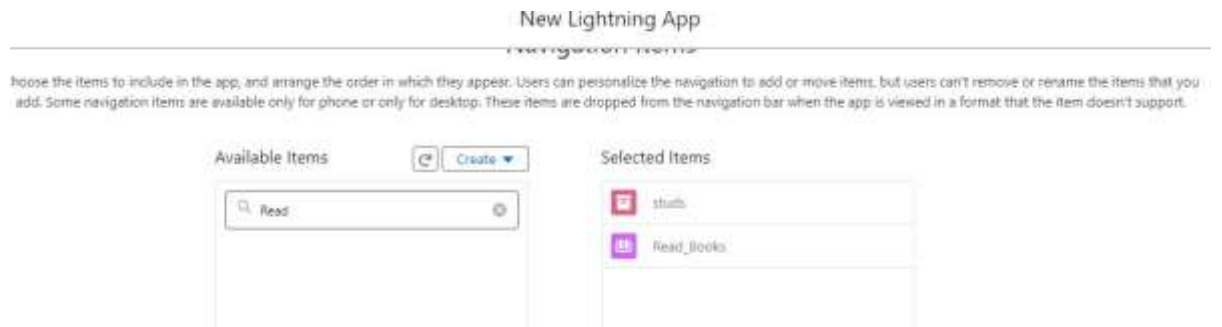 New Lightning App
Navigation Items
hoose the items to include in the app, and arrange the order in which they appear. Users can personalize the navigation to add or move items, but users can't remove or rename the items that you
add. Some navigation items are available only for phone or only for desktop. These items are dropped from the navigation bar when the app is viewed in a format that the item doesn't support.
Available Items
Create
Selected Items
Read
studs
Read_Books